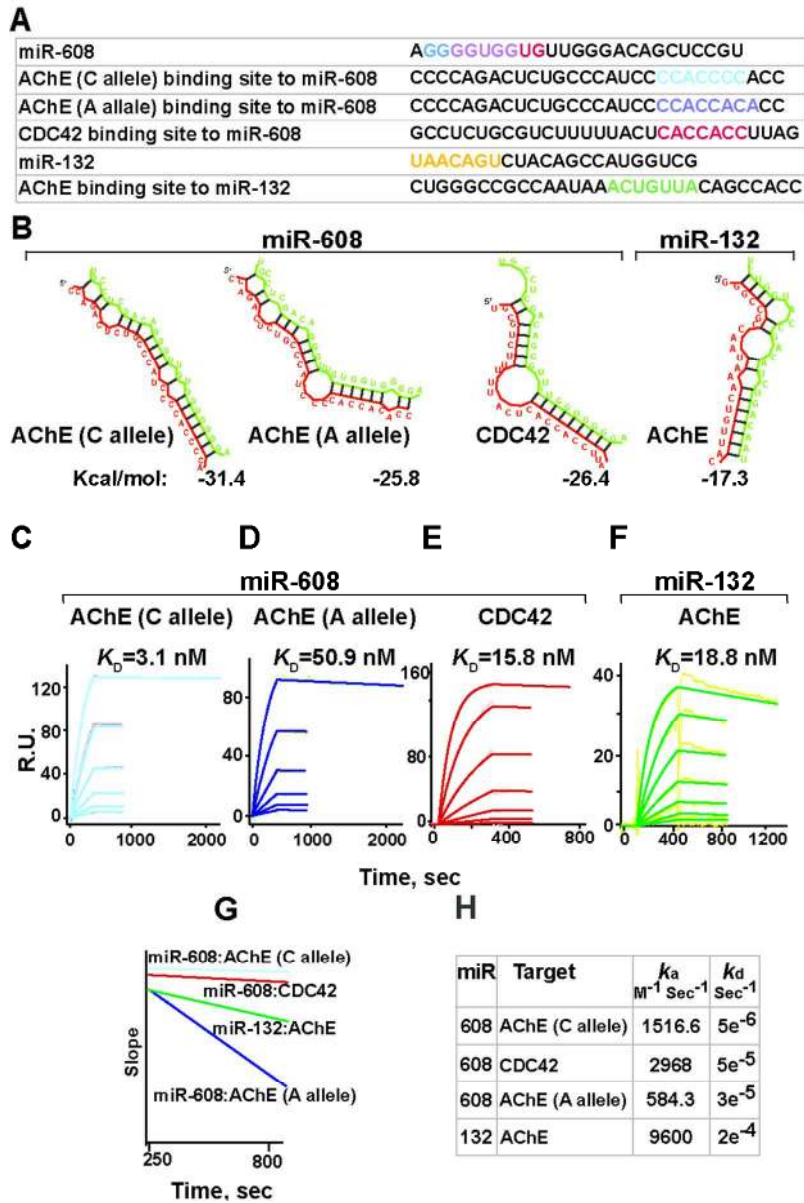 A
miR-608 AGGGGUGGUGUUGGGACAGCUCCGU
AChE (C allele) binding site to miR-608 CCCCAGACUCUGCCCAUCCCCACCCCACC
AChE (A allale) binding site to miR-608 CCCCAGACUCUGCCCAUCCCCACCACACC
CDC42 binding site to miR-608 GCCUCUGCGUCUUUUUACUCACCACCUUAG
miR-132 UAACAGUCUACAGCCAUGGUCG
AChE binding site to miR-132 CUGGGCCGCCAAUAAACUGUUACAGCCACC
B
miR-608 miR-132
5' 5' 5' 5'
AChE (C allele) AChE (A allele) CDC42 AChE
Kcal/mol: -31.4 -25.8 -26.4 -17.3
C D E F
miR-608 miR-132
AChE (C allele) AChE (A allele) CDC42 AChE
KD=3.1 nM KD=50.9 nM KD=15.8 nM KD=18.8 nM
R.U.
120 80 40 0
80 40 0
160 80 0
40 20 0
0 1000 2000 0 1000 2000 0 400 800 0 400 800 1200
Time, sec
G
miR-608:AChE (C allele)
miR-608:CDC42
miR-132:AChE
miR-608:AChE (A allele)
Slope
250 800
Time, sec
H
miR Target ka M-1 Sec-1 kd Sec-1
608 AChE (C allele) 1516.6 5e-6
608 CDC42 2968 5e-5
608 AChE (A allele) 584.3 3e-5
132 AChE 9600 2e-4